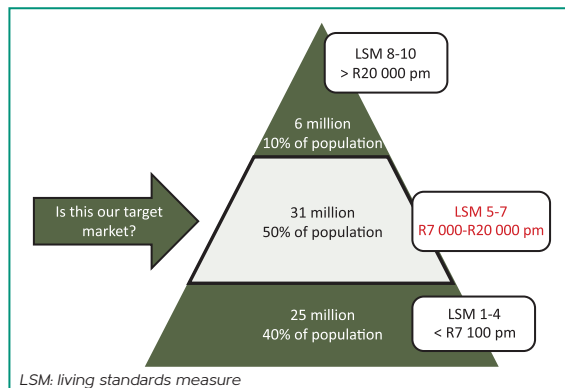 LSM 8-10
> R20 000 pm
6 million
10% of population
Is this our target
market?
31 million
50% of population
LSM 5-7
R7 000-R20 000 pm
25 million
40% of population
LSM 1-4
< R7 100 pm
LSM: living standards measure